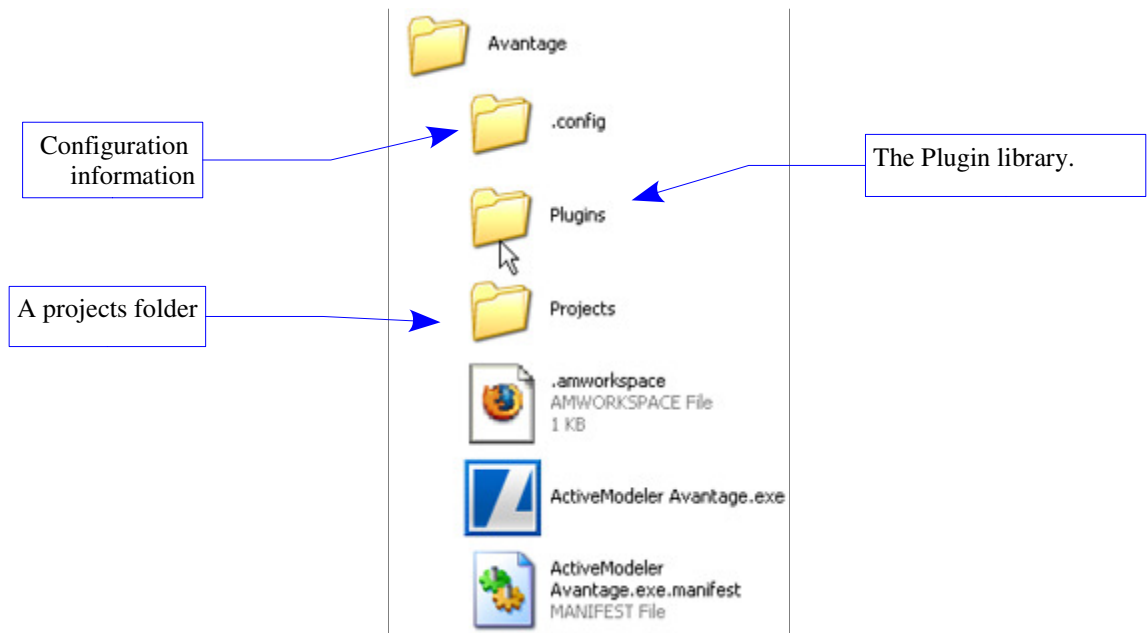 Avantage
.config
Configuration
information
The Plugin library.
Plugins
A projects folder
Projects
.amworkspace
AMWORKSPACE File
1 KB
ActiveModeler Avantage.exe
ActiveModeler
Avantage.exe.manifest
MANIFEST File